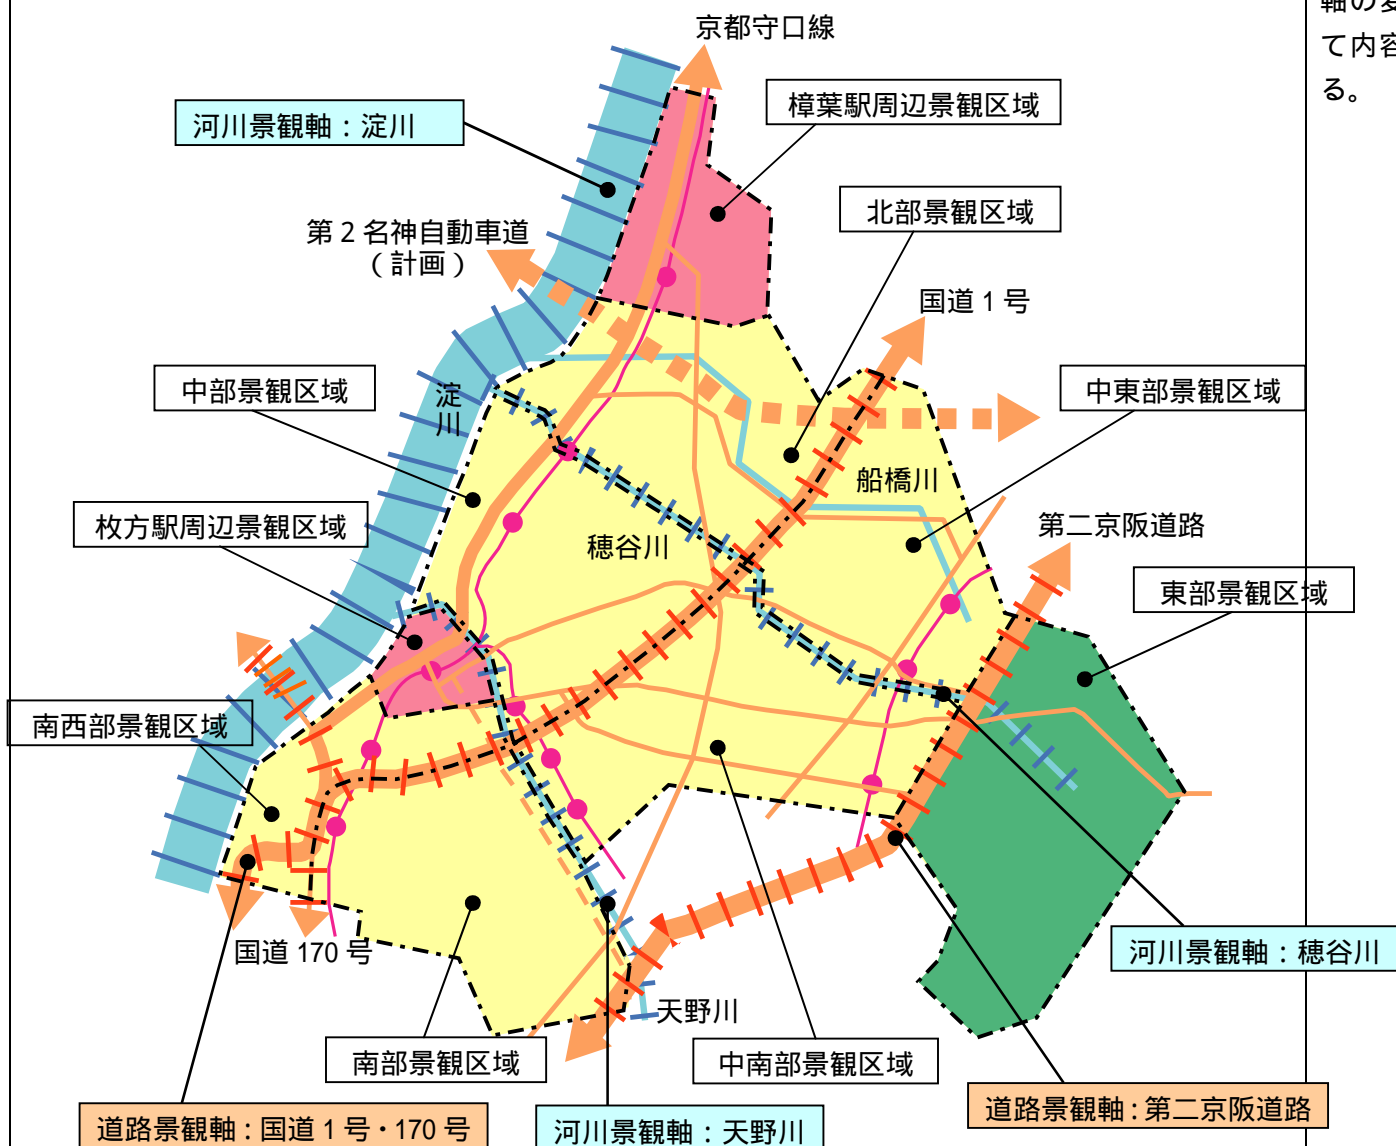 軸の変
て内容
る。
京都守口線
樟葉駅周辺景観区域
河川景観軸：淀川
北部景観区域
第２名神自動車道
（計画）
国道１号
中部景観区域
淀川
中東部景観区域
船橋川
枚方駅周辺景観区域
穂谷川
第二京阪道路
東部景観区域
南西部景観区域
国道 170 号
河川景観軸：穂谷川
天野川
南部景観区域
中南部景観区域
道路景観軸：第二京阪道路
道路景観軸：国道１号・170 号
河川景観軸：天野川